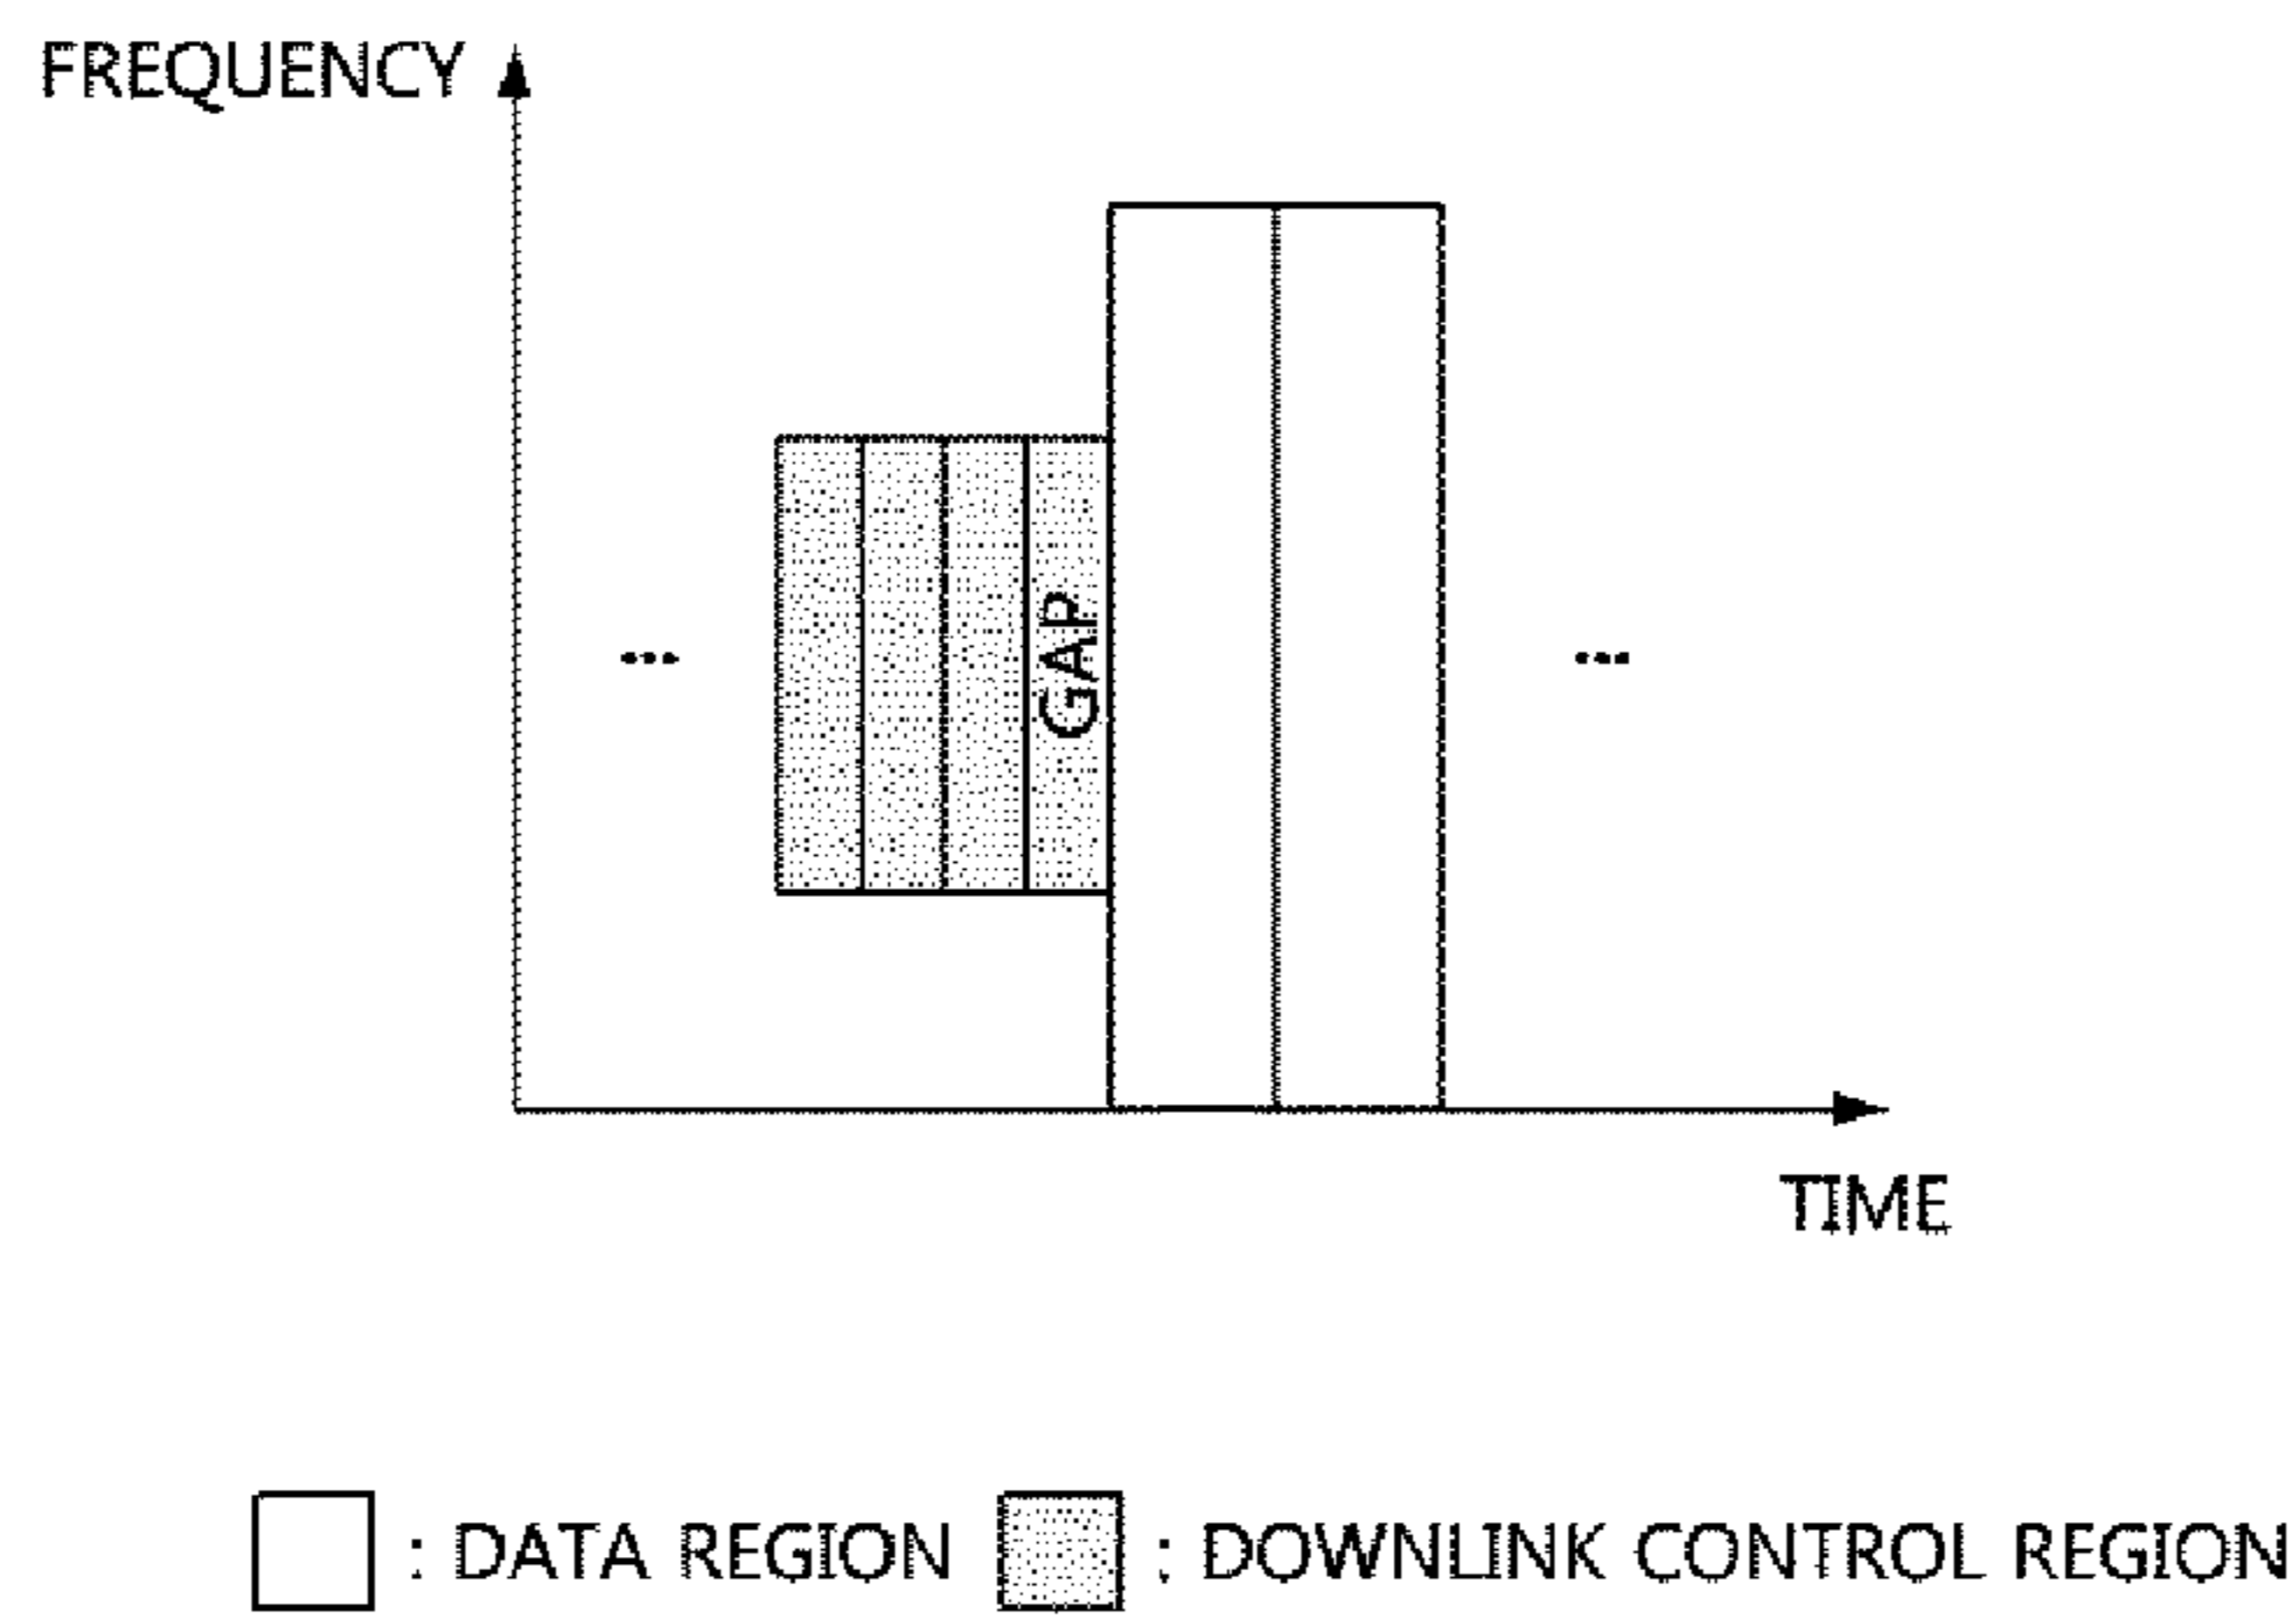 FREQUENCY
...
GAP
...
TIME
: DATA REGION
: DOWNLINK CONTROL REGION